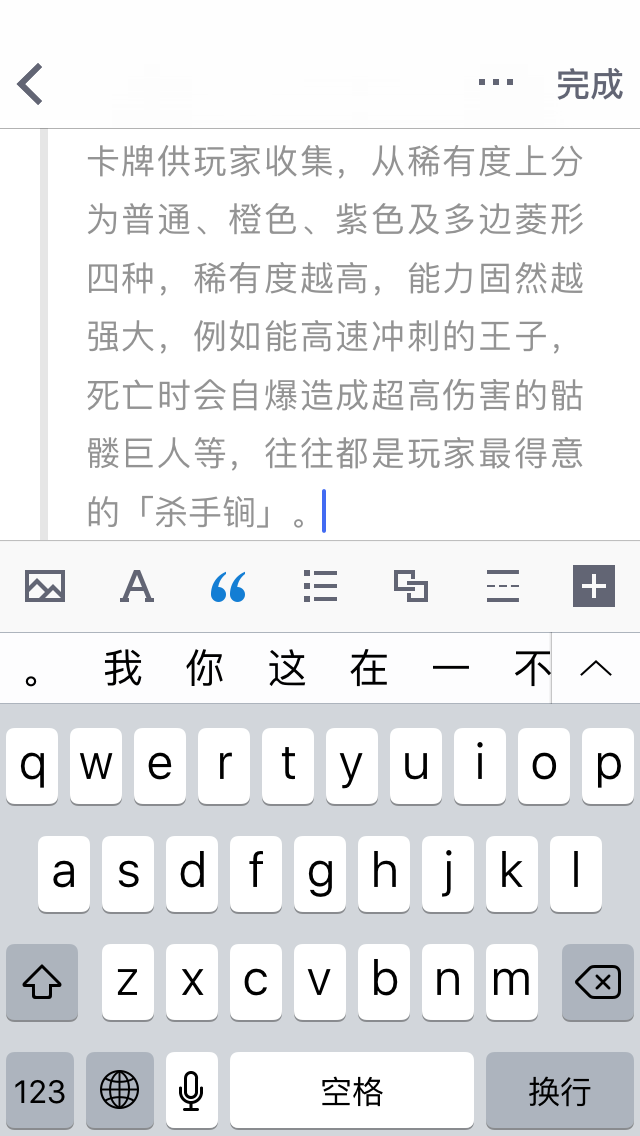 完成
卡牌供玩家收集，从稀有度上分
为普通、橙色、紫色及多边菱形
四种，稀有度越高，能力固然越
强大，例如能高速冲刺的王子，
死亡时会自爆造成超高伤害的骷
髅巨人等，往往都是玩家最得意
的「杀手锏」。
。 我 你 这 在 一 不
q w e r t y u i o p
a s d f g h j k l
z x c v b n m
123 空格 换行